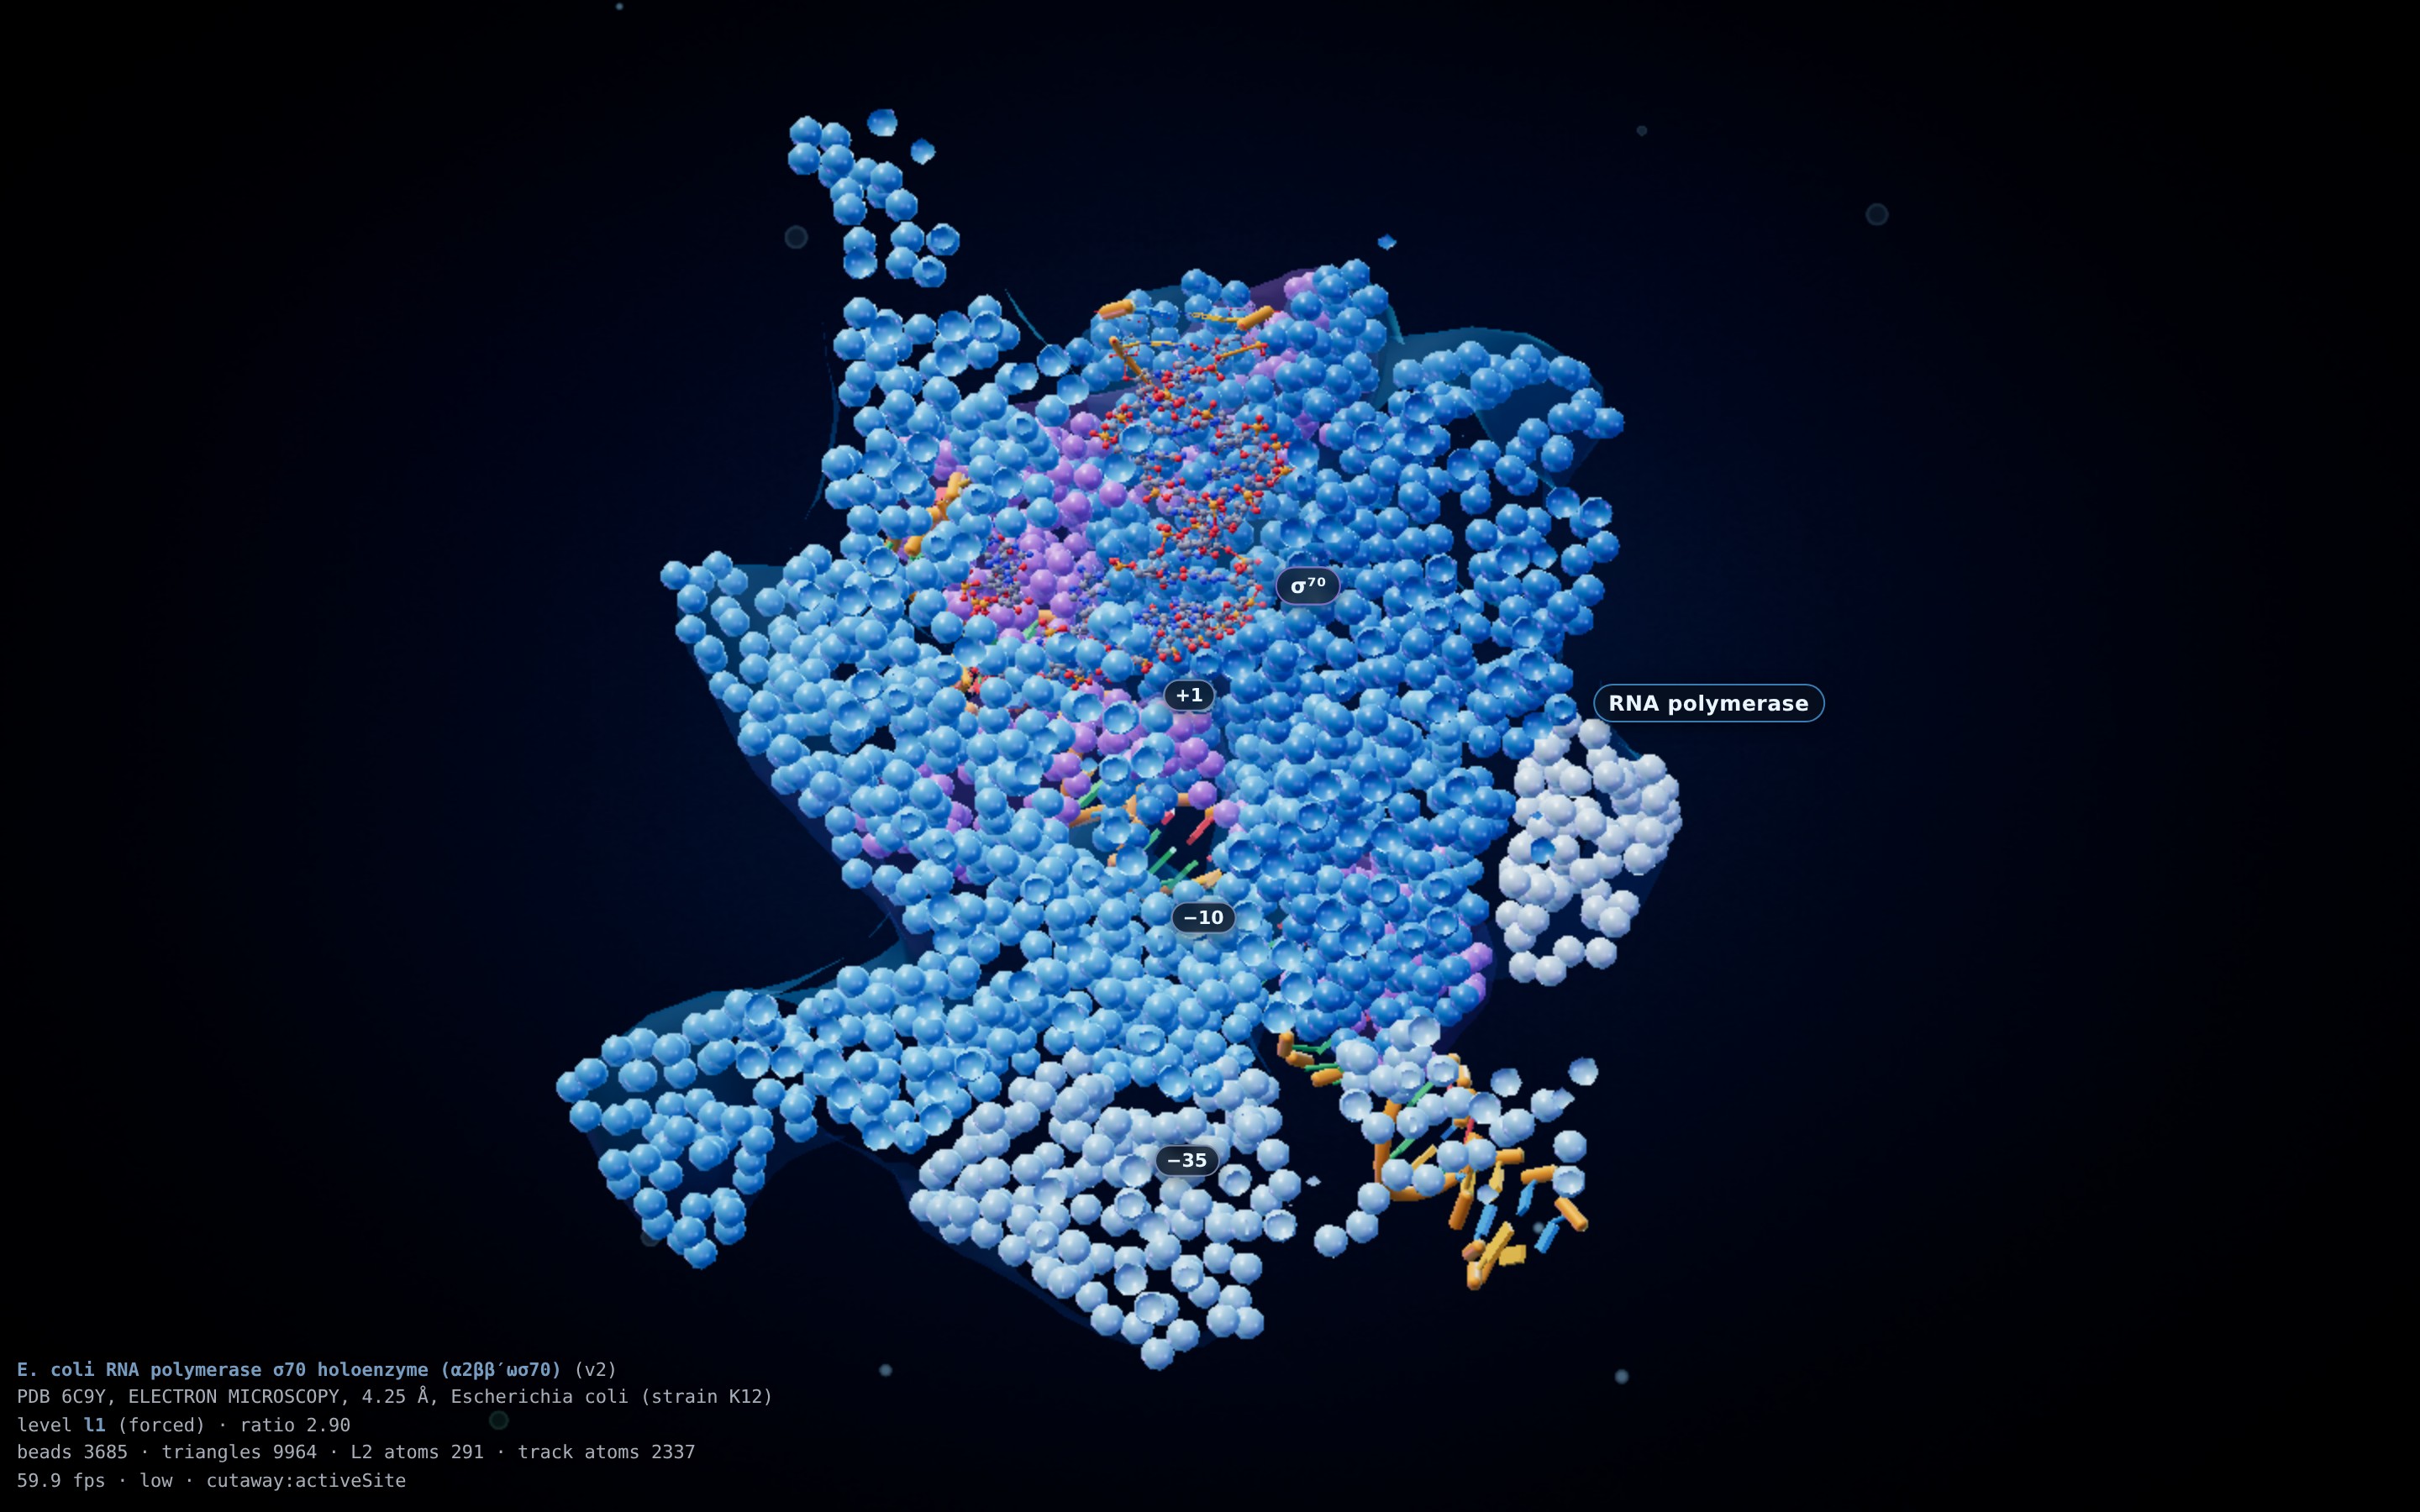 σ⁷⁰
+1
RNA polymerase
−10
−35
E. coli RNA polymerase σ70 holoenzyme (α2ββ′ωσ70) (v2)
PDB 6C9Y, ELECTRON MICROSCOPY, 4.25 Å, Escherichia coli (strain K12)
level l1 (forced) · ratio 2.90
beads 3685 · triangles 9964 · L2 atoms 291 · track atoms 2337
59.9 fps · low · cutaway:activeSite